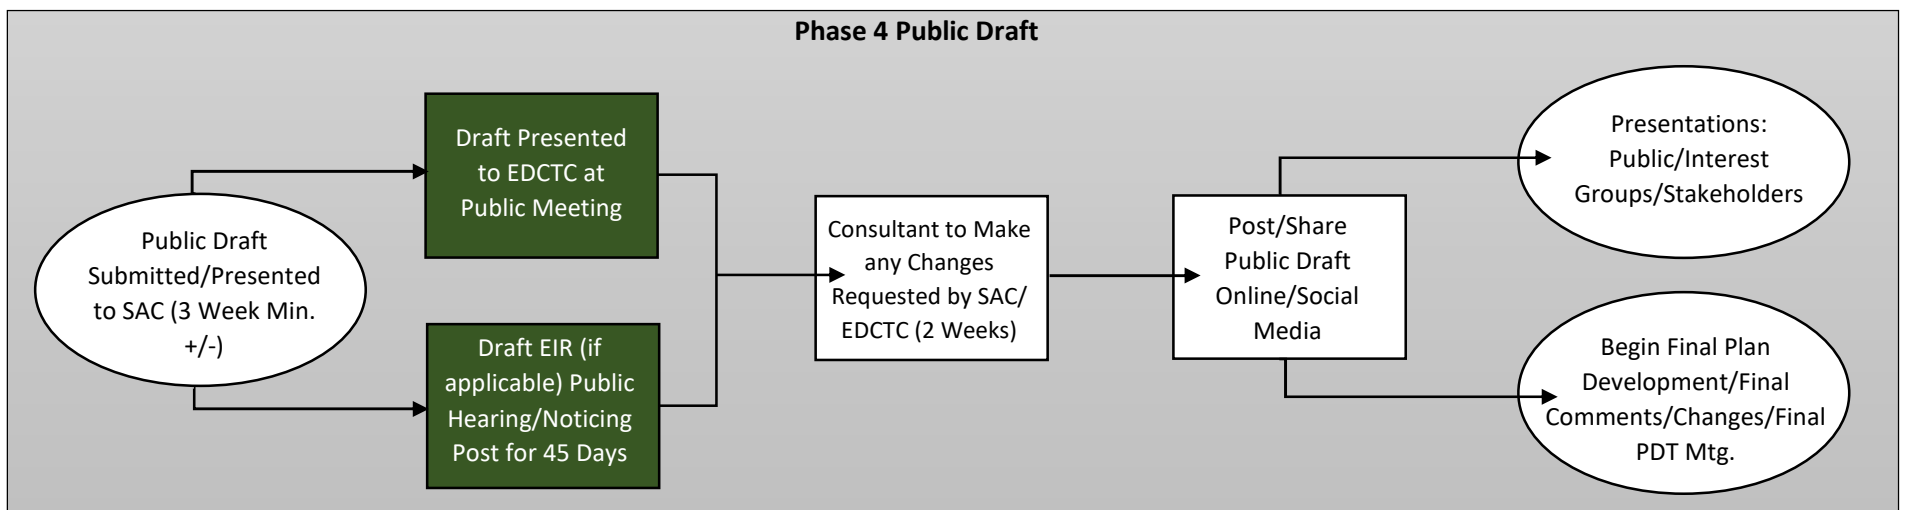 Phase 4 Public Draft
Public Draft
Submitted/Presented
to SAC (3 Week Min.
+/-)
Draft Presented
to EDCTC at
Public Meeting
Draft EIR (if
applicable) Public
Hearing/Noticing
Post for 45 Days
Consultant to Make
any Changes
Requested by SAC/
EDCTC (2 Weeks)
Post/Share
Public Draft
Online/Social
Media
Presentations:
Public/Interest
Groups/Stakeholders
Begin Final Plan
Development/Final
Comments/Changes/Final
PDT Mtg.